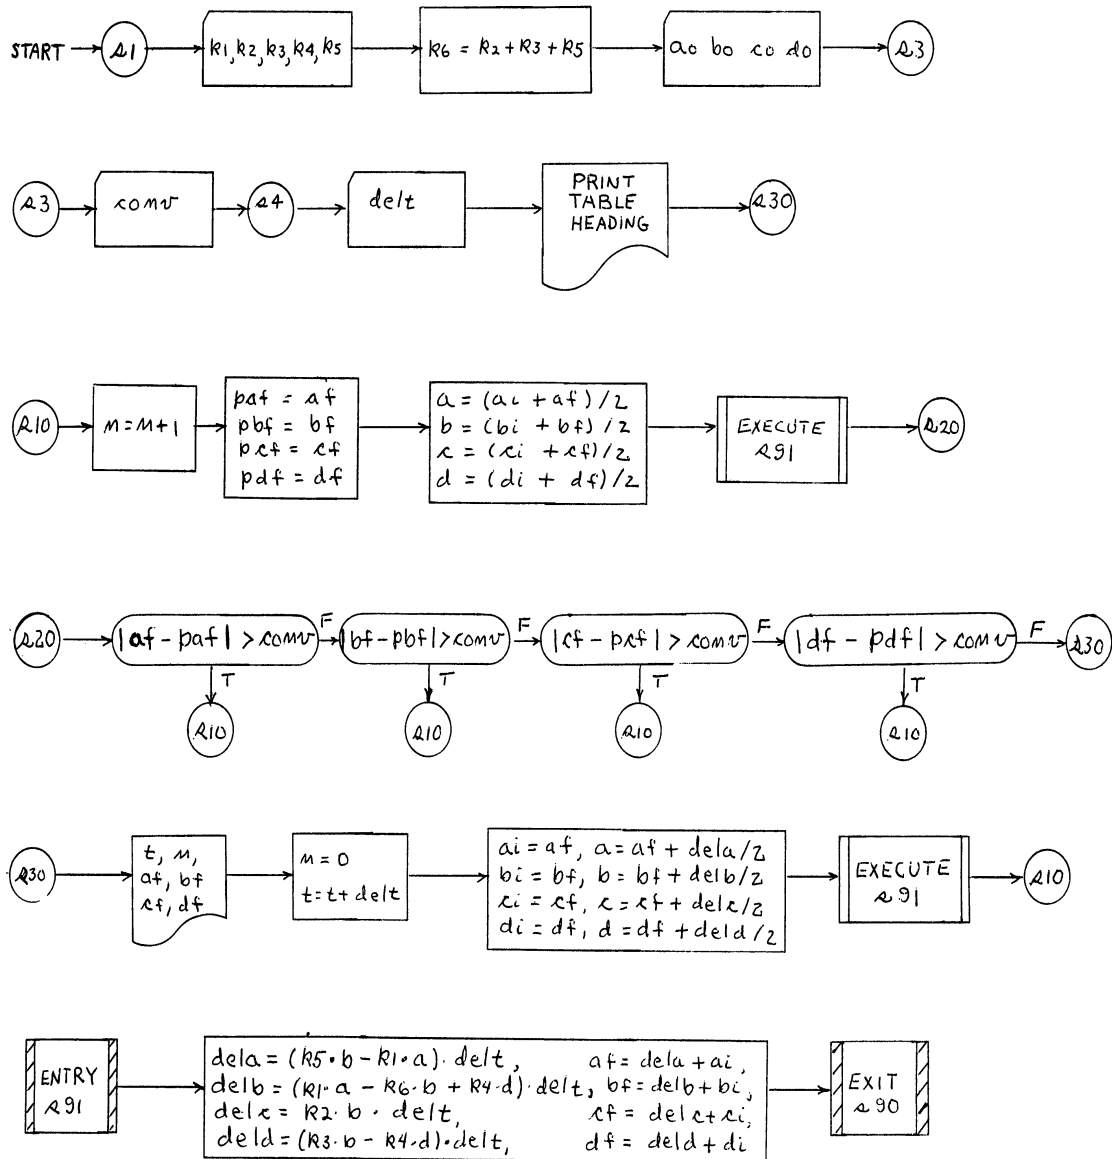 START s1 k1, k2, k3, k4, k5 k6 = k2 + k3 + k5 ao bo co do s3
s3 conv s4 delt PRINT
TABLE
HEADING s30
s10 n = n + 1
paf = af
pbf = bf
pcf = cf
pdf = df
a = (ai + af) / 2
b = (bi + bf) / 2
c = (ci + cf) / 2
d = (di + df) / 2
EXECUTE
s91
s20
s20 |af - paf| > conv F |bf - pbf| > conv F |cf - pcf| > conv F |df - pdf| > conv F s30
T T T T
s10 s10 s10 s10
s30
t, n,
af, bf
cf, df
n = 0
t = t + delt
ai = af, a = af + dela/2
bi = bf, b = bf + delb/2
ci = cf, c = cf + delc/2
di = df, d = df + deld/2
EXECUTE
s91
s10
ENTRY
s91
dela = (k5·b - k1·a)·delt, af = dela + ai,
delb = (k1·a - k6·b + k4·d)·delt, bf = delb + bi,
delc = k2·b·delt, cf = delc + ci,
deld = (k3·b - k4·d)·delt, df = deld + di
EXIT
s90